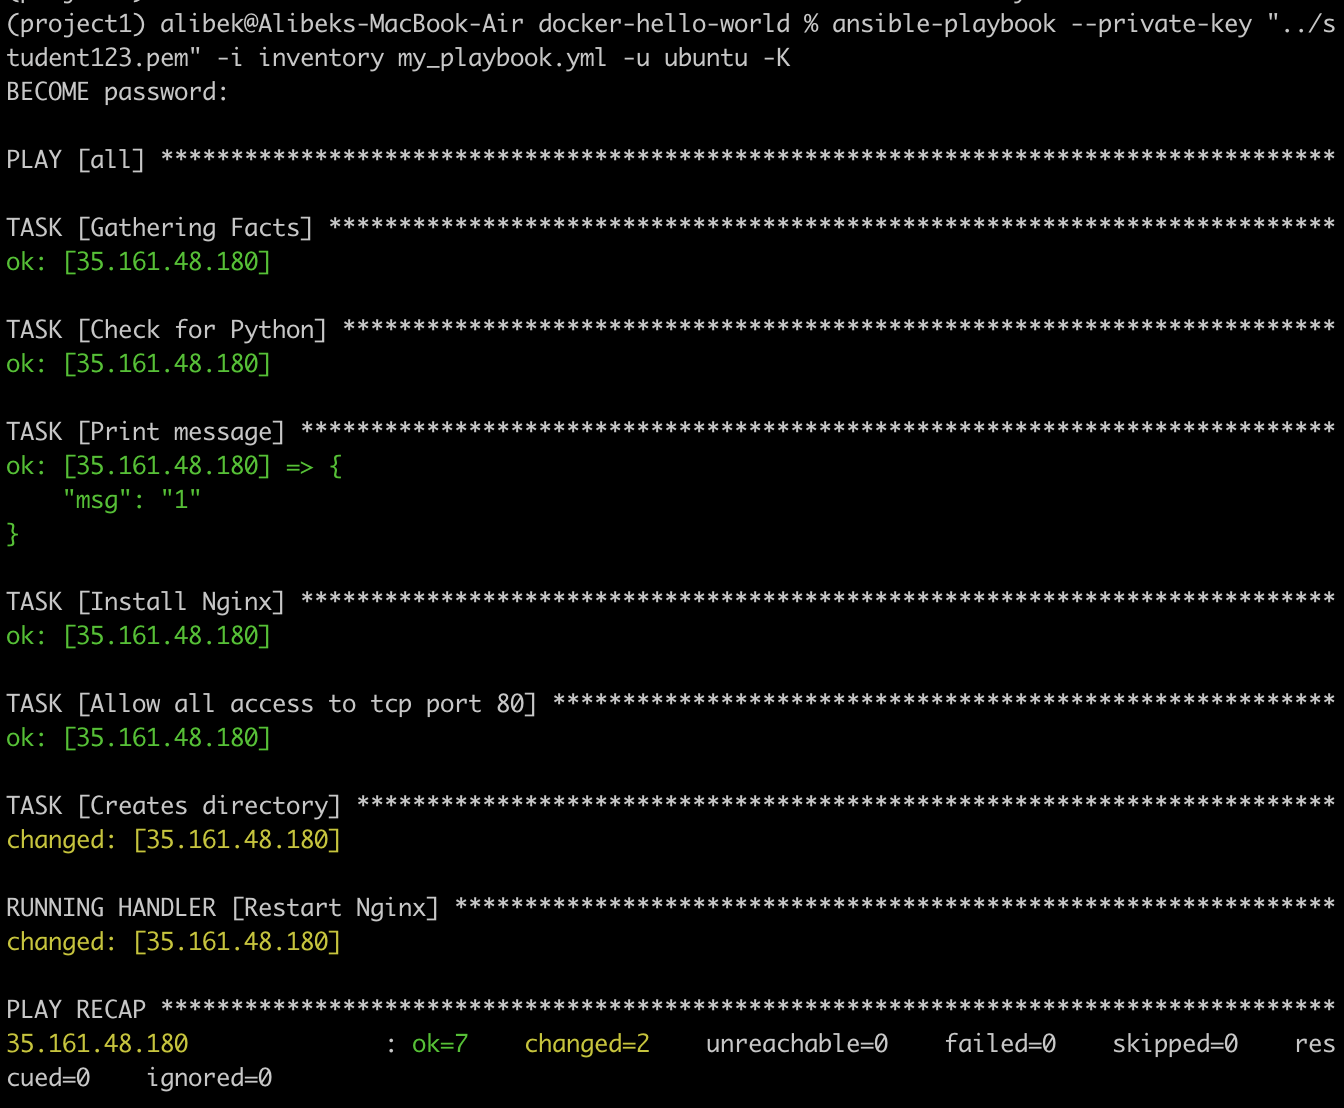 (project1) alibek@Alibeks-MacBook-Air docker-hello-world % ansible-playbook --private-key "../s
tudent123.pem" -i inventory my_playbook.yml -u ubuntu -K
BECOME password:
PLAY [all] ************************************************************************************
TASK [Gathering Facts] ************************************************************************
ok: [35.161.48.180]
TASK [Check for Python] ***********************************************************************
ok: [35.161.48.180]
TASK [Print message] **************************************************************************
ok: [35.161.48.180] => {
    "msg": "1"
}
TASK [Install Nginx] **************************************************************************
ok: [35.161.48.180]
TASK [Allow all access to tcp port 80] ********************************************************
ok: [35.161.48.180]
TASK [Creates directory] **********************************************************************
changed: [35.161.48.180]
RUNNING HANDLER [Restart Nginx] ***************************************************************
changed: [35.161.48.180]
PLAY RECAP ************************************************************************************
35.161.48.180              : ok=7    changed=2    unreachable=0    failed=0    skipped=0    res
cued=0    ignored=0